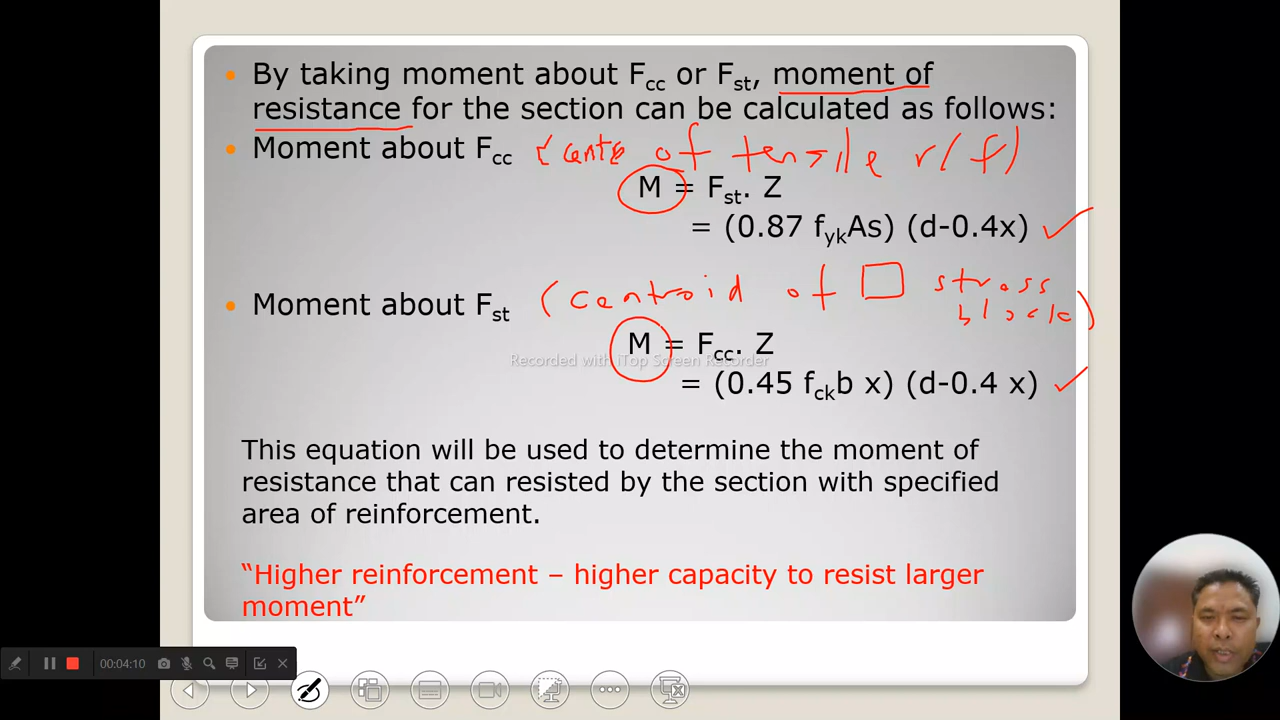 • By taking moment about Fcc or Fst, moment of
resistance for the section can be calculated as follows:
• Moment about Fcc (centre of tensile r/f)
M = Fst. Z
= (0.87 fykAs) (d-0.4x) ✓
• Moment about Fst (centroid of □ stress
block)
M = Fcc. Z
Recorded with iTop Screen Recorder
= (0.45 fckb x) (d-0.4 x) ✓
This equation will be used to determine the moment of
resistance that can resisted by the section with specified
area of reinforcement.
“Higher reinforcement – higher capacity to resist larger
moment”
00:04:10